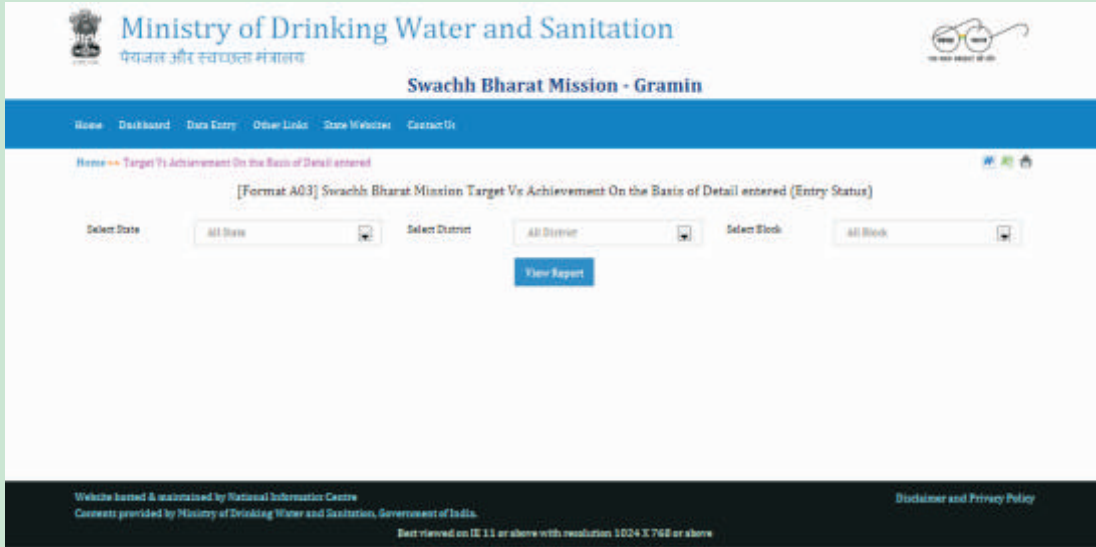 Ministry of Drinking Water and Sanitation
पेयजल और स्वच्छता मंत्रालय
Swachh Bharat Mission - Gramin
Home Dashboard Data Entry Other Links State Websites Contact Us
Home >> Target Vs Achievement On the Basis of Detail entered
[Format A03] Swachh Bharat Mission Target Vs Achievement On the Basis of Detail entered (Entry Status)
Select State All State Select District All District Select Block All Block
View Report
Website hosted & maintained by National Informatics Centre Disclaimer and Privacy Policy
Contents provided by Ministry of Drinking Water and Sanitation, Government of India.
Best viewed on IE 11 or above with resolution 1024 X 768 or above